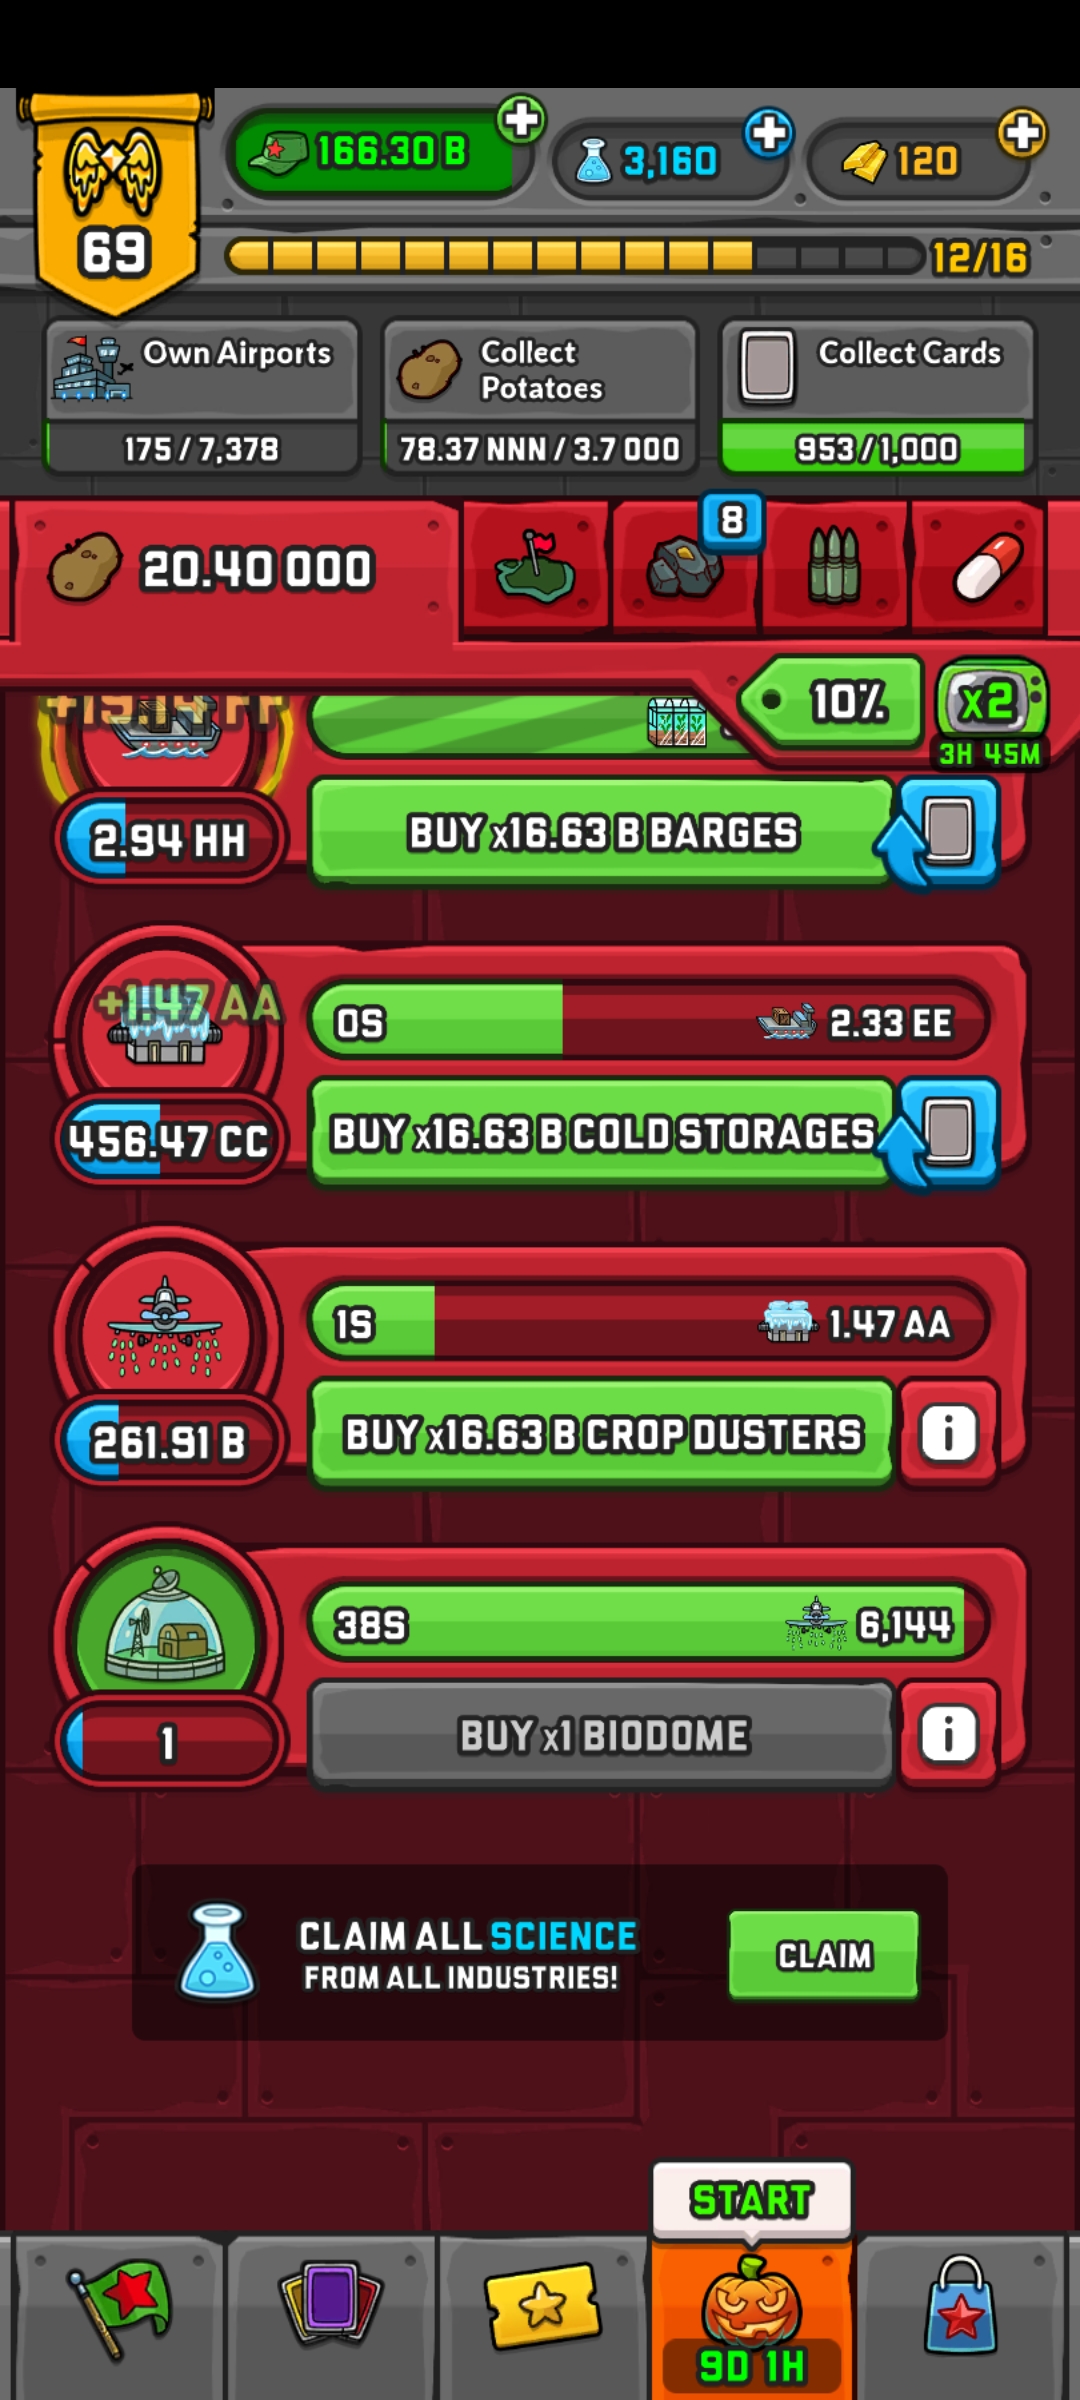 69
166.30 B
3,160
120
12/16
Own Airports
175 / 7,378
Collect
Potatoes
78.37 NNN / 3.7 OOO
Collect Cards
953 / 1,000
20.40 OOO
8
10%
x2
3H 45M
2.94 HH
BUY x16.63 B BARGES
+1.47 AA
0S
2.33 EE
456.47 CC
BUY x16.63 B COLD STORAGES
1S
1.47 AA
261.91 B
BUY x16.63 B CROP DUSTERS
i
38S
6,144
1
BUY x1 BIODOME
i
CLAIM ALL SCIENCE
FROM ALL INDUSTRIES!
CLAIM
START
9D 1H